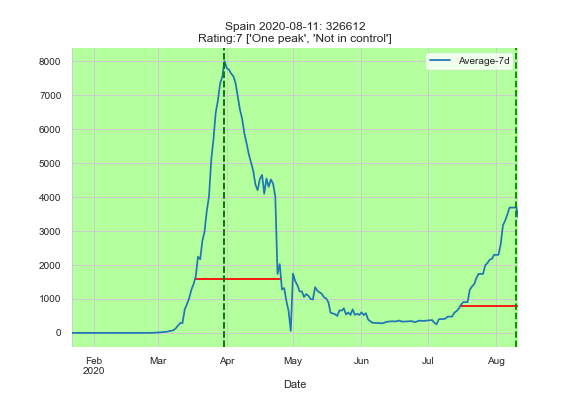 Spain 2020-08-11: 326612
Rating:7 ['One peak', 'Not in control']
Average-7d
8000
7000
6000
5000
4000
3000
2000
1000
0
Feb
2020
Mar
Apr
May
Jun
Jul
Aug
Date